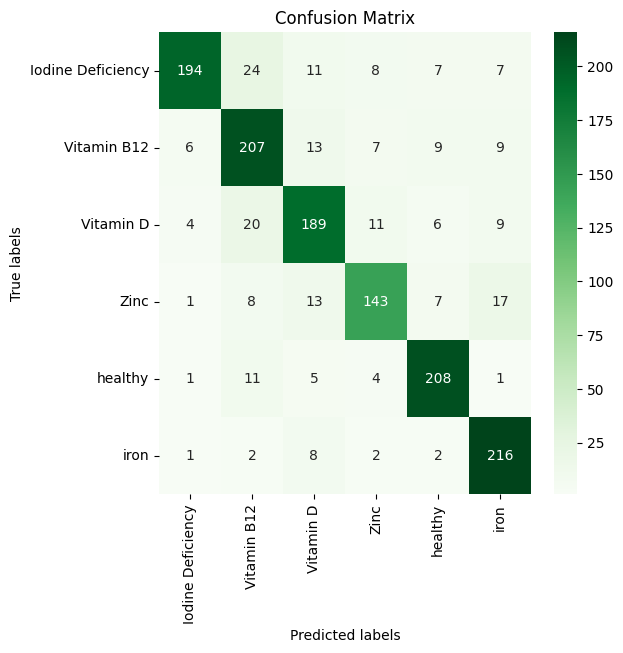 Confusion Matrix
Iodine Deficiency 194 24 11 8 7 7
Vitamin B12 6 207 13 7 9 9
Vitamin D 4 20 189 11 6 9
Zinc 1 8 13 143 7 17
healthy 1 11 5 4 208 1
iron 1 2 8 2 2 216
True labels
Iodine Deficiency
Vitamin B12
Vitamin D
Zinc
healthy
iron
Predicted labels
200
175
150
125
100
75
50
25